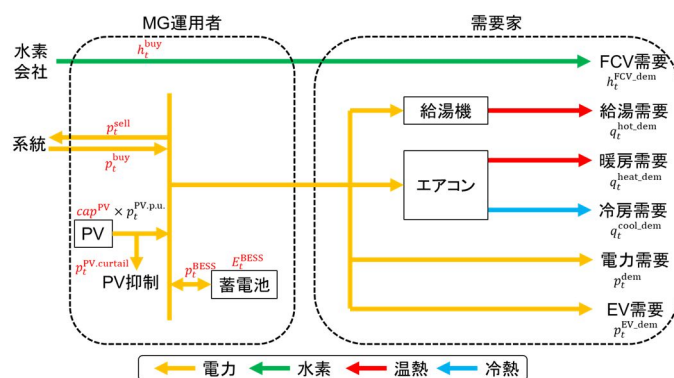 MG運用者
需要家
水素
会社
h_t^buy
FCV需要
h_t^FCV_dem
系統
p_t^sell
p_t^buy
給湯機
給湯需要
q_t^hot_dem
エアコン
暖房需要
q_t^heat_dem
冷房需要
q_t^cool_dem
cap^PV × p_t^PV.p.u.
PV
p_t^PV.curtail
PV抑制
p_t^BESS
E_t^BESS
蓄電池
電力需要
p_t^dem
EV需要
p_t^EV_dem
電力
水素
温熱
冷熱